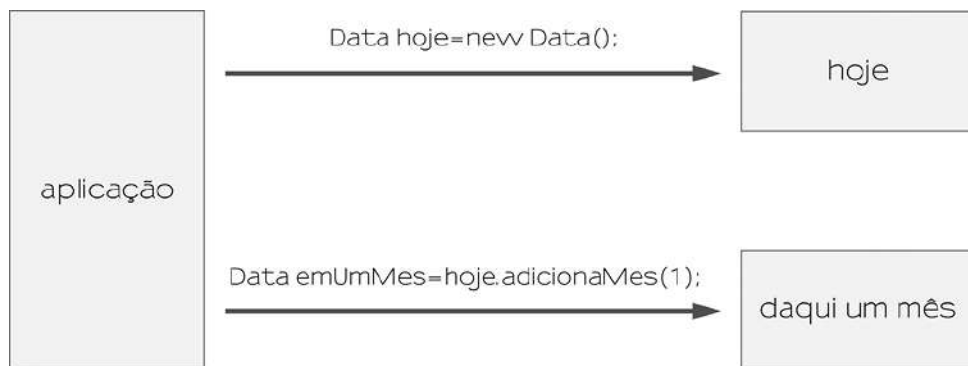 Data hoje=new Data();
hoje
aplicação
Data emUmMes=hoje.adicionaMes(1);
daqui um mês